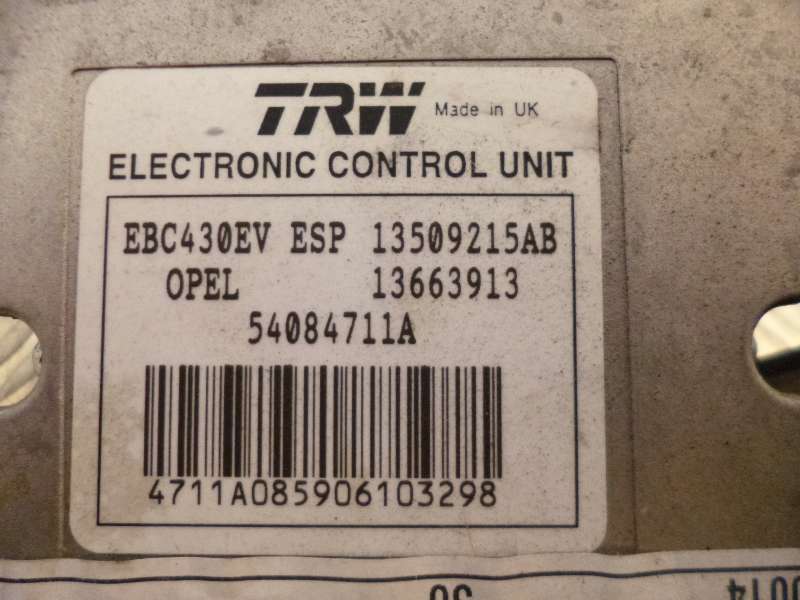 TRW Made in UK
ELECTRONIC CONTROL UNIT
EBC430EV ESP 13509215AB
OPEL 13663913
54084711A
4711A085906103298